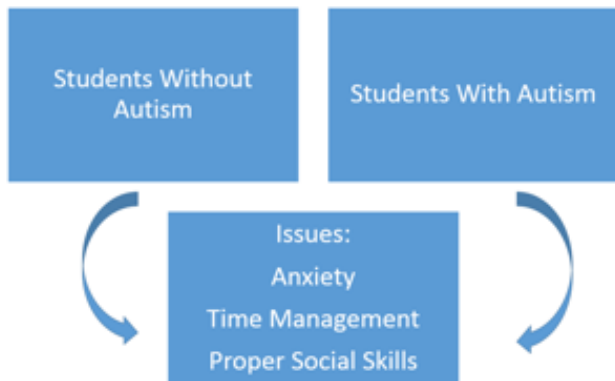 Students Without
Autism
Students With Autism
Issues:
Anxiety
Time Management
Proper Social Skills